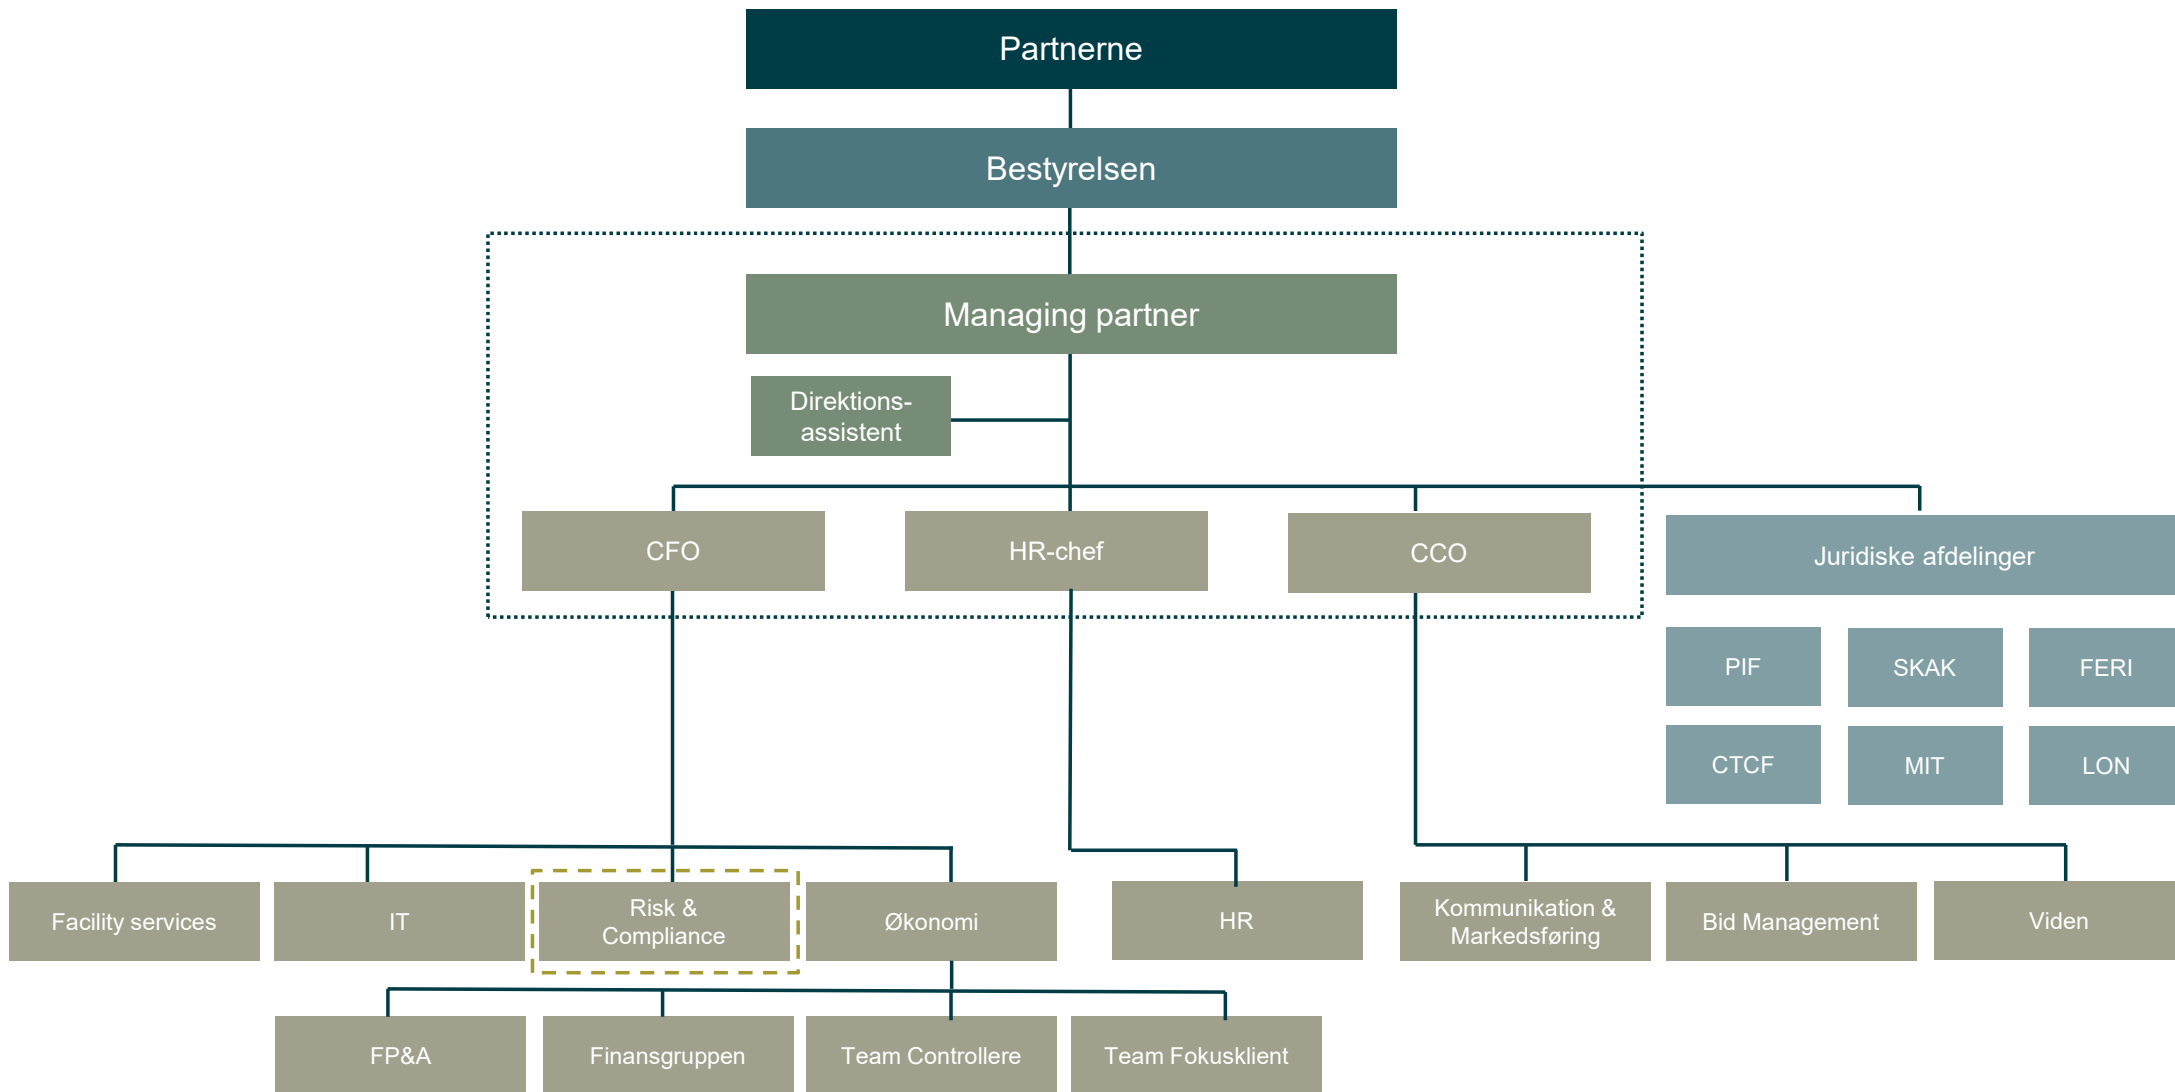 Partnerne
Bestyrelsen
Managing partner
Direktions-
assistent
CFO
HR-chef
CCO
Juridiske afdelinger
PIF
SKAK
FERI
CTCF
MIT
LON
Facility services
IT
Risk &
Compliance
Økonomi
HR
Kommunikation &
Markedsføring
Bid Management
Viden
FP&A
Finansgruppen
Team Controllere
Team Fokusklient